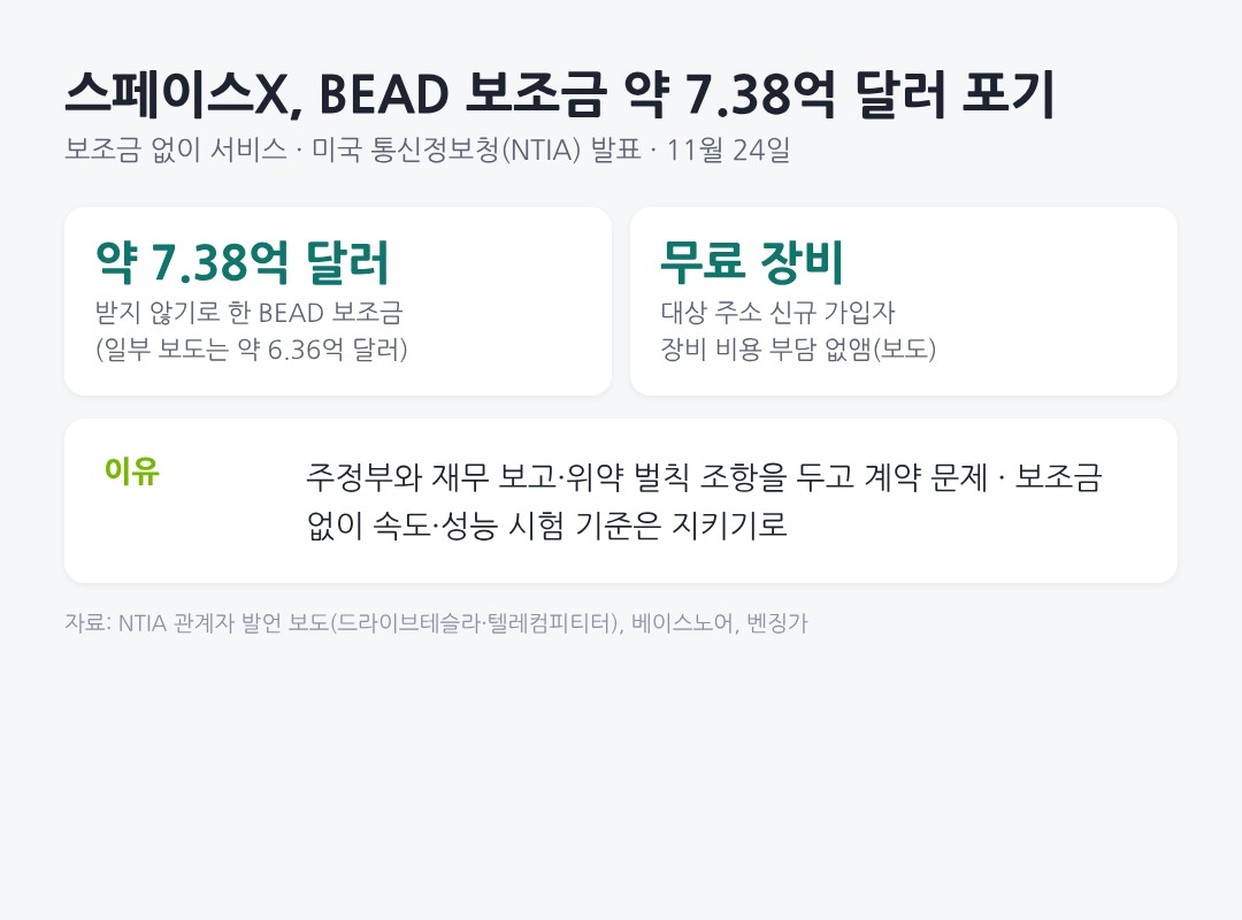 스페이스X, BEAD 보조금 약 7.38억 달러 포기
보조금 없이 서비스 · 미국 통신정보청(NTIA) 발표 · 11월 24일
약 7.38억 달러
받지 않기로 한 BEAD 보조금
(일부 보도는 약 6.36억 달러)
무료 장비
대상 주소 신규 가입자
장비 비용 부담 없앰(보도)
이유
주정부와 재무 보고·위약 벌칙 조항을 두고 계약 문제 · 보조금
없이 속도·성능 시험 기준은 지키기로
자료: NTIA 관계자 발언 보도(드라이브테슬라·텔레컴피티터), 베이스노어, 벤징가